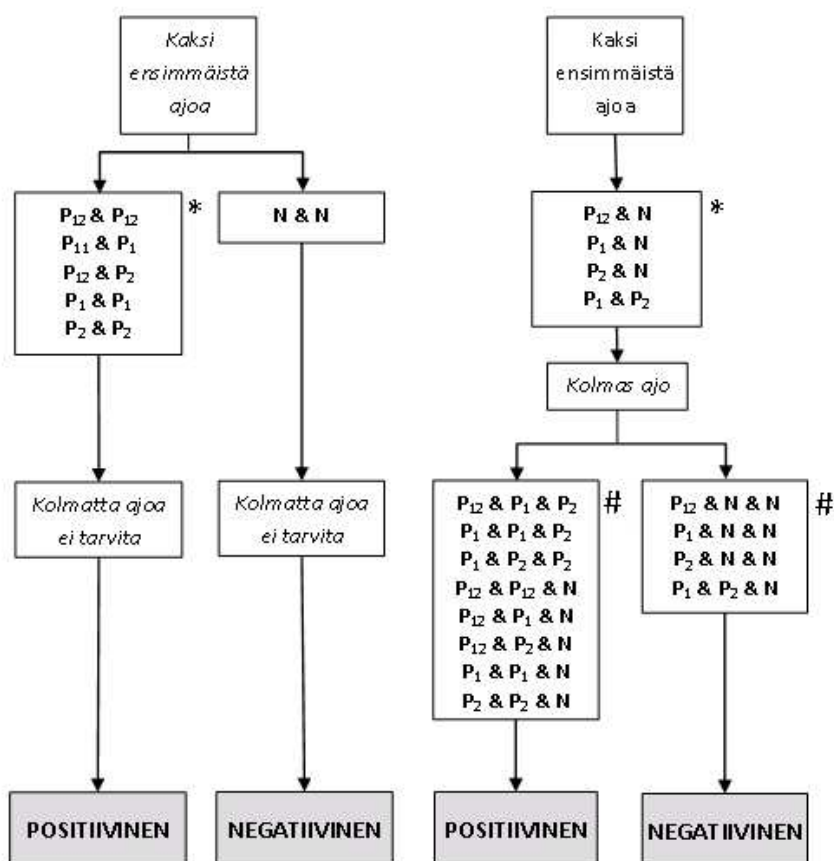 Kaksi
ensimmäistä
ajoa
P₁₂ & P₁₂
P₁₁ & P₁
P₁₂ & P₂
P₁ & P₁
P₂ & P₂
*
N & N
Kolmatta ajoa
ei tarvita
Kolmatta ajoa
ei tarvita
POSITIIVINEN
NEGATIIVINEN
Kaksi
ensimmäistä
ajoa
P₁₂ & N
P₁ & N
P₂ & N
P₁ & P₂
*
Kolmas ajo
P₁₂ & P₁ & P₂
P₁ & P₁ & P₂
P₁ & P₂ & P₂
P₁₂ & P₁₂ & N
P₁₂ & P₁ & N
P₁₂ & P₂ & N
P₁ & P₁ & N
P₂ & P₂ & N
#
P₁₂ & N & N
P₁ & N & N
P₂ & N & N
P₁ & P₂ & N
#
POSITIIVINEN
NEGATIIVINEN